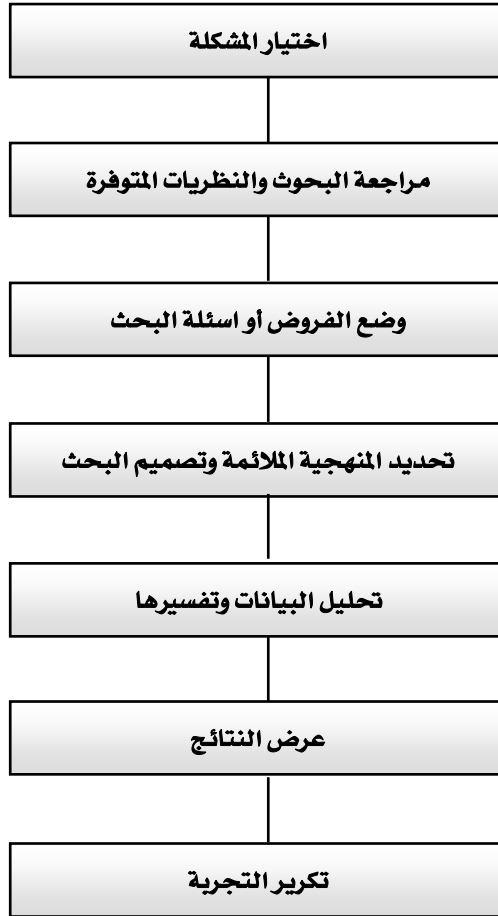 اختيار المشكلة
مراجعة البحوث والنظريات المتوفرة
وضع الفروض أو اسئلة البحث
تحديد المنهجية الملائمة وتصميم البحث
تحليل البيانات وتفسيرها
عرض النتائج
تكرير التجربة